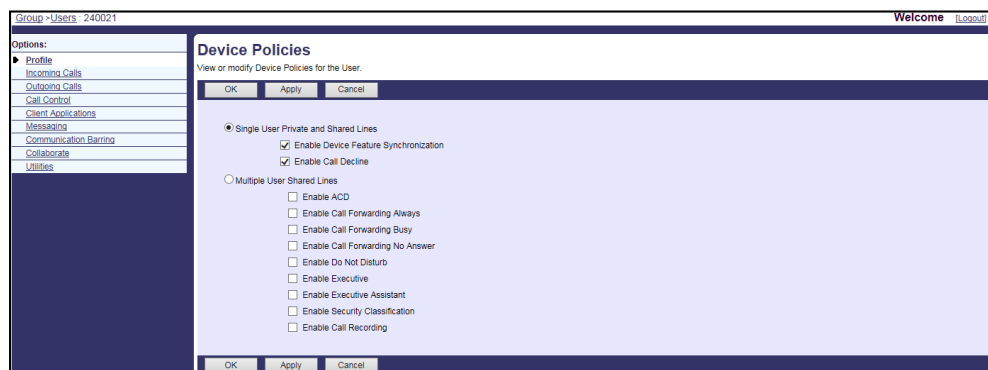 Group >Users : 240021
Welcome [Logout]
Options:
Profile
Incoming Calls
Outgoing Calls
Call Control
Client Applications
Messaging
Communication Barring
Collaborate
Utilities
Device Policies
View or modify Device Policies for the User.
OK Apply Cancel
Single User Private and Shared Lines
Enable Device Feature Synchronization
Enable Call Decline
Multiple User Shared Lines
Enable ACD
Enable Call Forwarding Always
Enable Call Forwarding Busy
Enable Call Forwarding No Answer
Enable Do Not Disturb
Enable Executive
Enable Executive Assistant
Enable Security Classification
Enable Call Recording
OK Apply Cancel